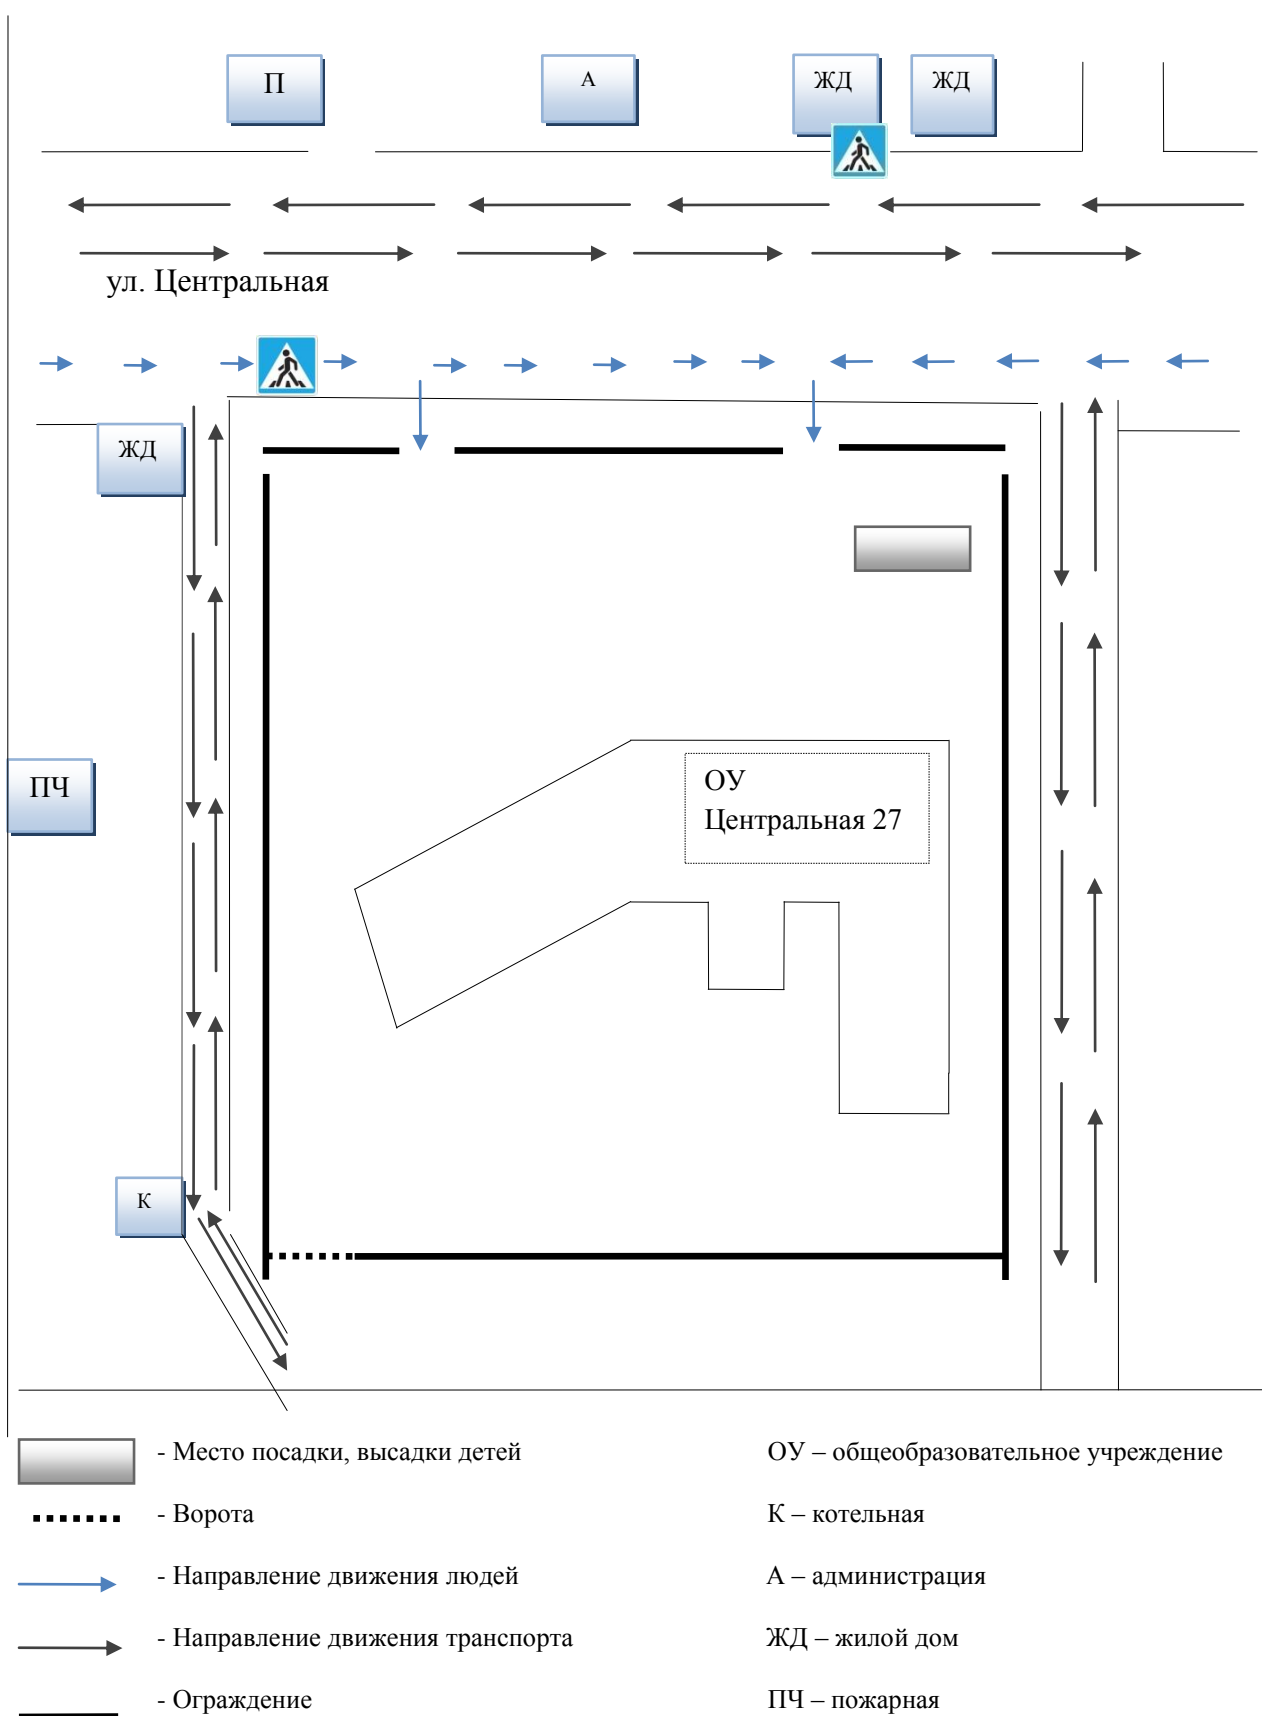 П
А
ЖД
ЖД
ул. Центральная
ЖД
ПЧ
ОУ
Центральная 27
К
- Место посадки, высадки детей
ОУ – общеобразовательное учреждение
- Ворота
К – котельная
- Направление движения людей
А – администрация
- Направление движения транспорта
ЖД – жилой дом
- Ограждение
ПЧ – пожарная